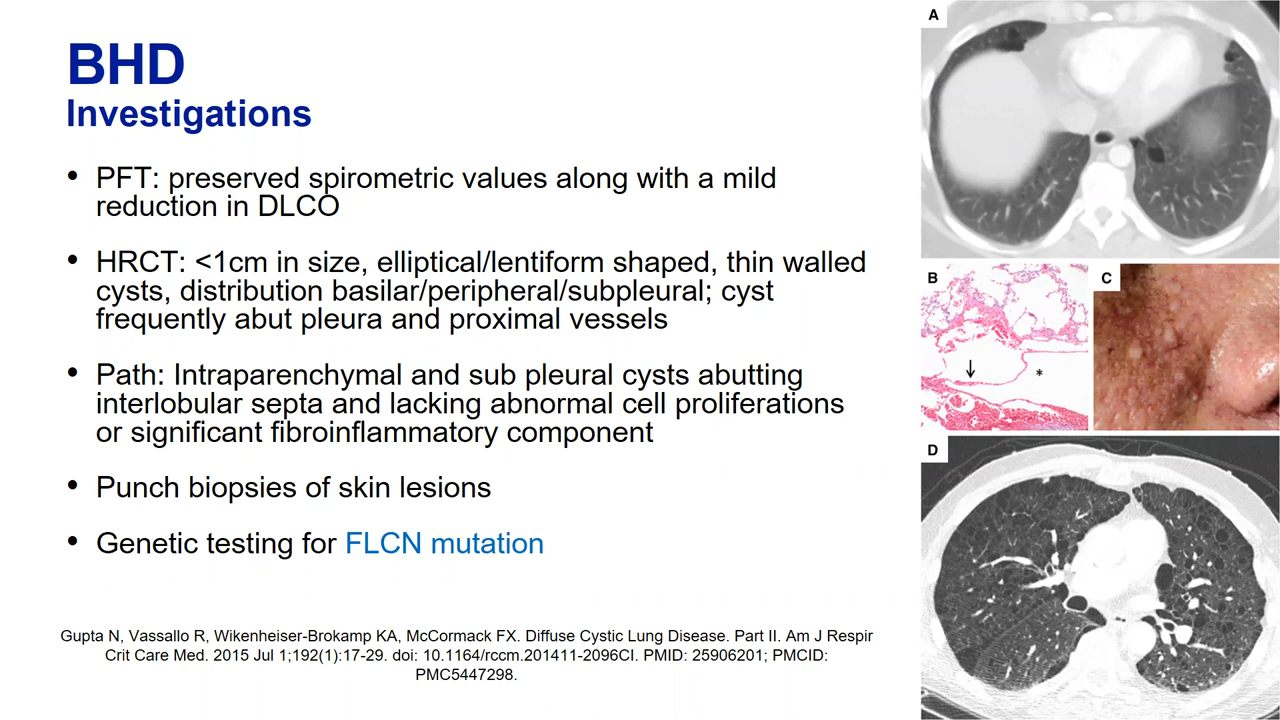 BHD
Investigations
• PFT: preserved spirometric values along with a mild
reduction in DLCO
• HRCT: <1cm in size, elliptical/lentiform shaped, thin walled
cysts, distribution basilar/peripheral/subpleural; cyst
frequently abut pleura and proximal vessels
• Path: Intraparenchymal and sub pleural cysts abutting
interlobular septa and lacking abnormal cell proliferations
or significant fibroinflammatory component
• Punch biopsies of skin lesions
• Genetic testing for FLCN mutation
Gupta N, Vassallo R, Wikenheiser-Brokamp KA, McCormack FX. Diffuse Cystic Lung Disease. Part II. Am J Respir
Crit Care Med. 2015 Jul 1;192(1):17-29. doi: 10.1164/rccm.201411-2096CI. PMID: 25906201; PMCID:
PMC5447298.
A
B
*
C
D